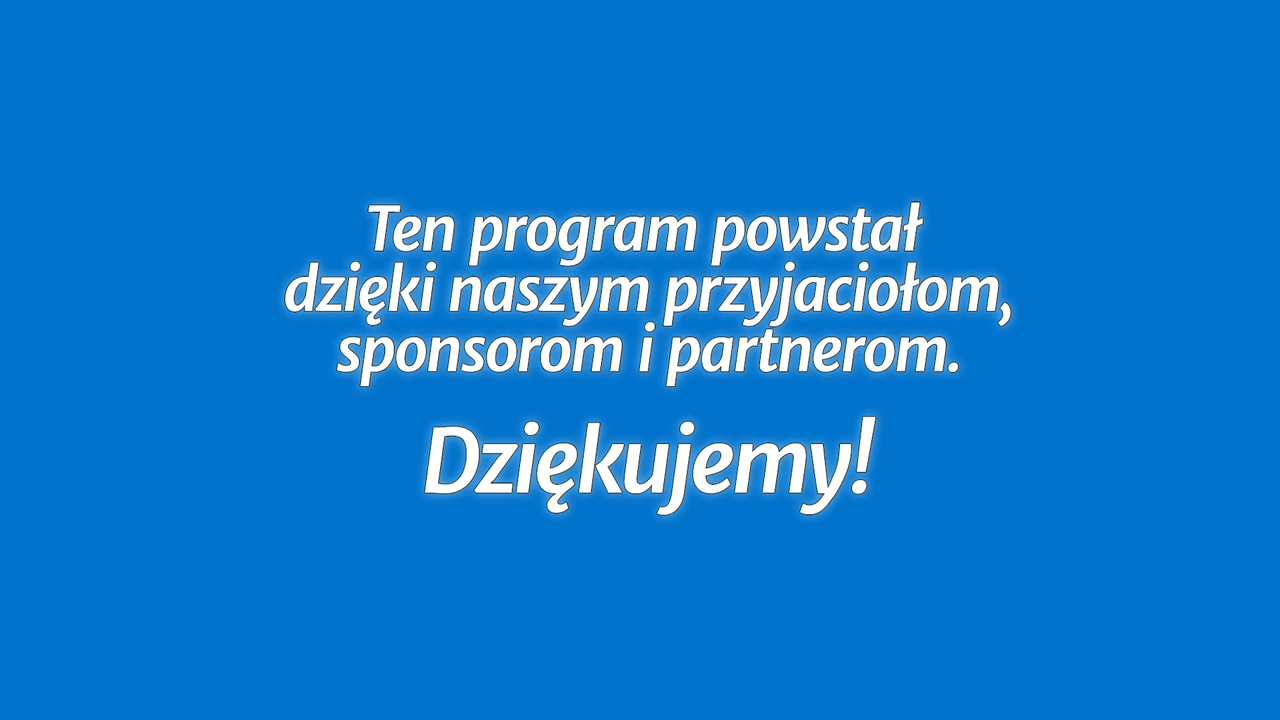 Ten program powstał
dzięki naszym przyjaciołom,
sponsorom i partnerom.
Dziękujemy!